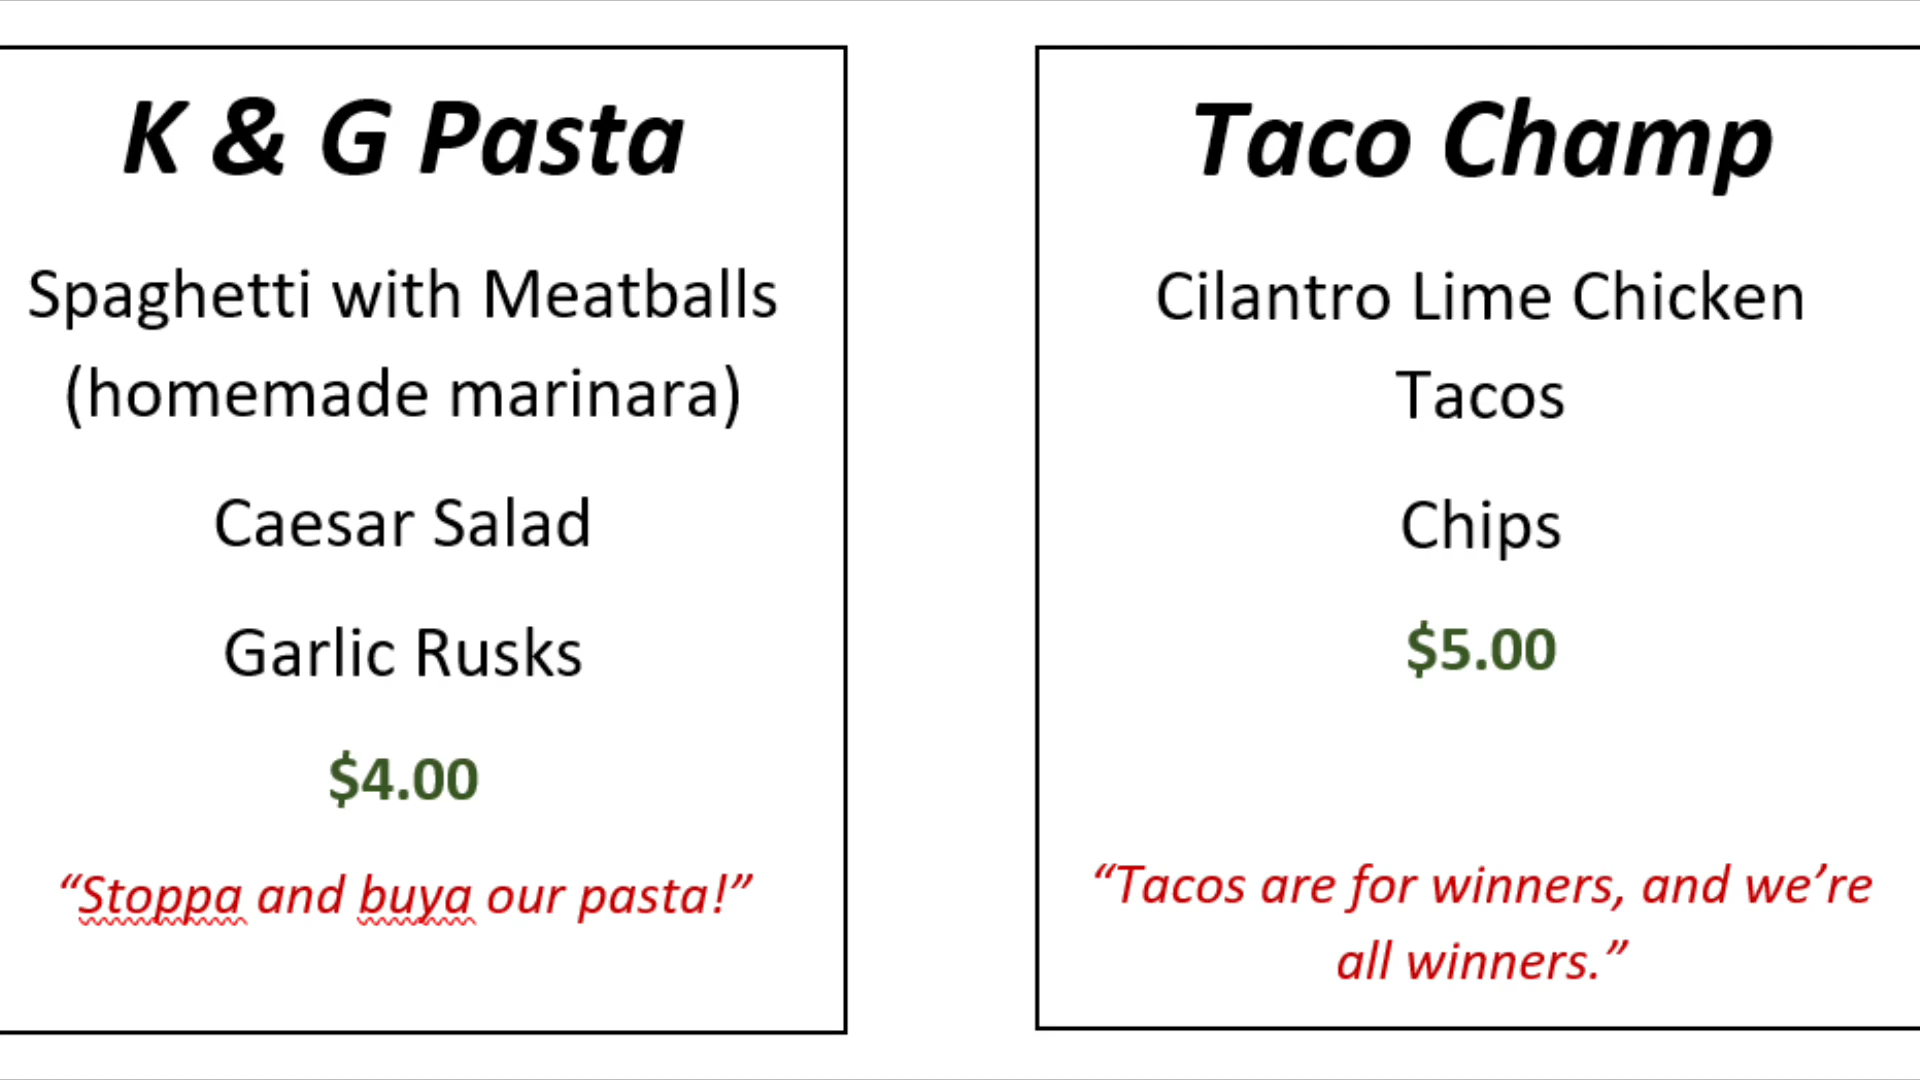 K & G Pasta
Spaghetti with Meatballs
(homemade marinara)
Caesar Salad
Garlic Rusks
$4.00
“Stoppa and buya our pasta!”
Taco Champ
Cilantro Lime Chicken
Tacos
Chips
$5.00
“Tacos are for winners, and we’re
all winners.”